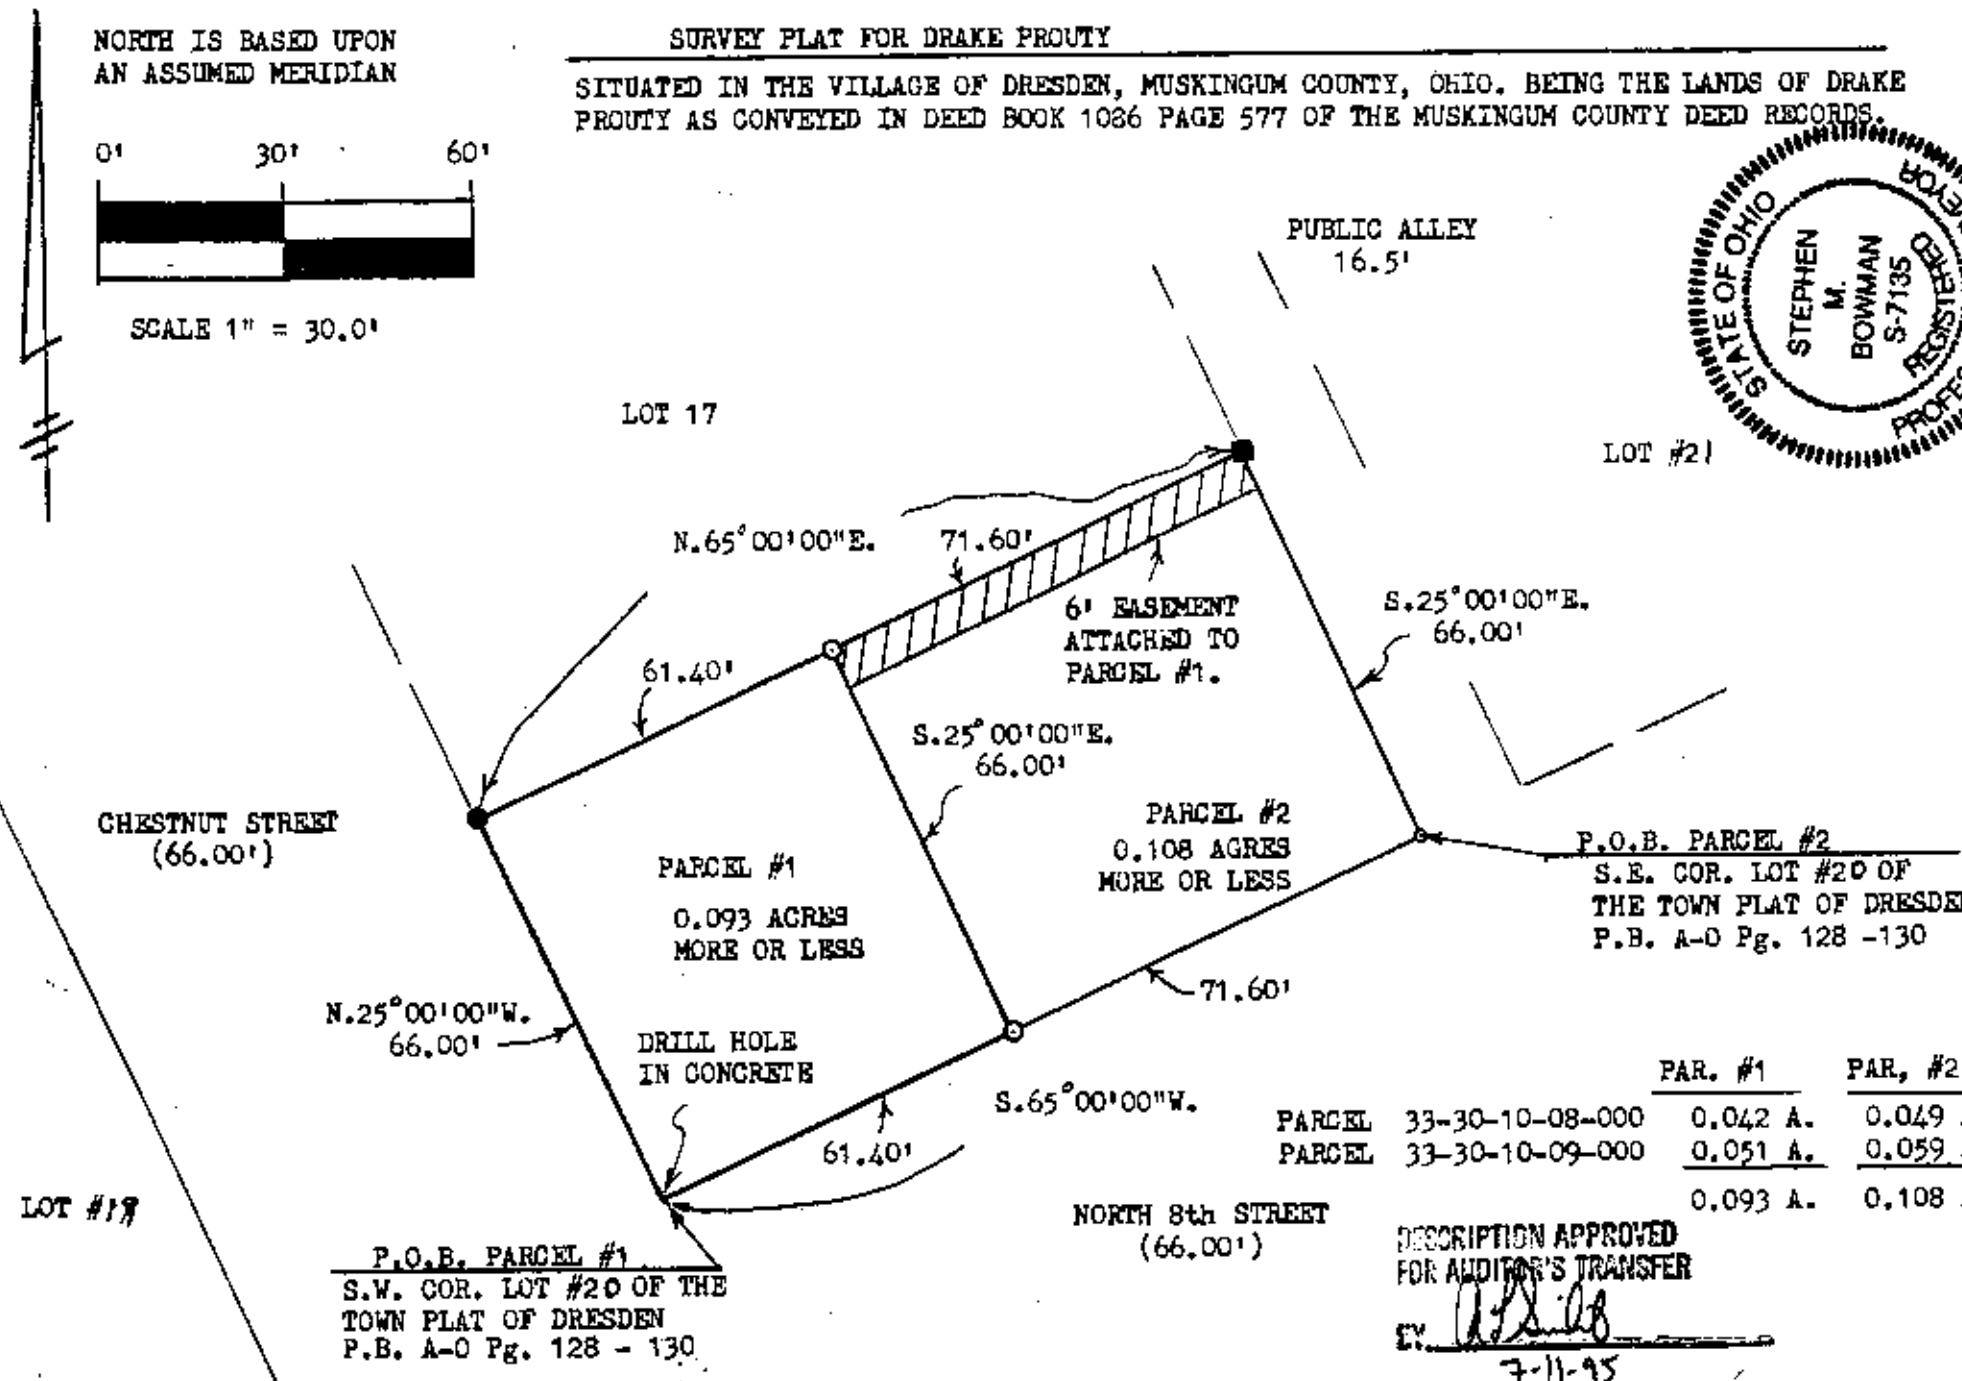 NORTH IS BASED UPON
AN ASSUMED MERIDIAN
0' 30' 60'
SCALE 1" = 30.0'
SURVEY PLAT FOR DRAKE PROUTY
SITUATED IN THE VILLAGE OF DRESDEN, MUSKINGUM COUNTY, OHIO. BEING THE LANDS OF DRAKE
PROUTY AS CONVEYED IN DEED BOOK 1086 PAGE 577 OF THE MUSKINGUM COUNTY DEED RECORDS.
STATE OF OHIO
STEPHEN
M.
BOWMAN
S-7135
REGISTERED
PUBLIC ALLEY
16.5'
LOT 17
LOT #21
N.65°00'00"E.
71.60'
6' EASEMENT
ATTACHED TO
PARCEL #1.
S.25°00'00"E.
66.00'
61.40'
S.25°00'00"E.
66.00'
CHESTNUT STREET
(66.00')
PARCEL #1
0.093 ACRES
MORE OR LESS
PARCEL #2
0.108 ACRES
MORE OR LESS
P.O.B. PARCEL #2
S.E. COR. LOT #20 OF
THE TOWN PLAT OF DRESDE
P.B. A-0 Pg. 128 -130
N.25°00'00"W.
66.00'
DRILL HOLE
IN CONCRETE
71.60'
S.65°00'00"W.
61.40'
LOT
P.O.B. PARCEL #1
S.W. COR. LOT #20 OF THE
TOWN PLAT OF DRESDEN
P.B. A-0 Pg. 128 - 130
NORTH 8th STREET
(66.00')
PAR. #1 PAR, #2
PARCEL 33-30-10-08-000 0.042 A. 0.049
PARCEL 33-30-10-09-000 0.051 A. 0.059
0.093 A. 0.108
DESCRIPTION APPROVED
FOR AUDITOR'S TRANSFER
BY
7-11-95